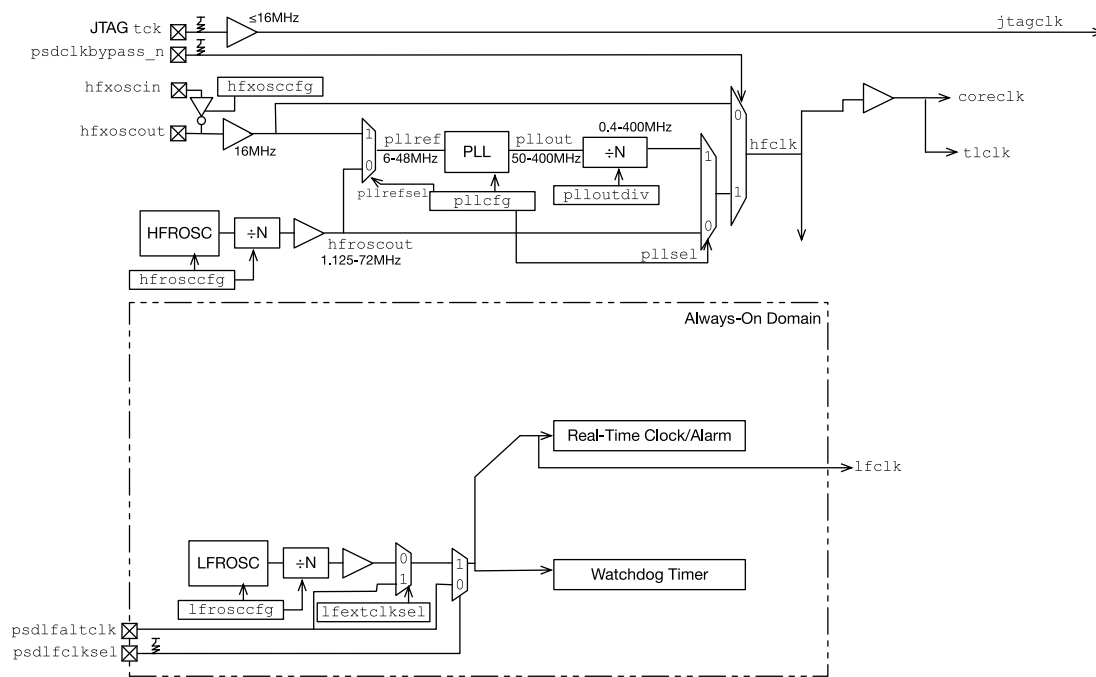 ≤16MHz
JTAG tck
jtagclk
psdclkbypass_n
hfxoscin
hfxosccfg
hfxoscout
16MHz
1
0
pllref
6-48MHz
PLL
pllout
50-400MHz
0.4-400MHz
÷N
1
0
0
1
hfclk
coreclk
tlclk
pllrefsel
pllcfg
plloutdiv
HFROSC
÷N
hfroscout
1.125-72MHz
pllsel
hfrosccfg
Always-On Domain
Real-Time Clock/Alarm
lfclk
LFROSC
÷N
0
1
1
0
Watchdog Timer
lfrosccfg
lfextclksel
psdlfaltclk
psdlfclksel